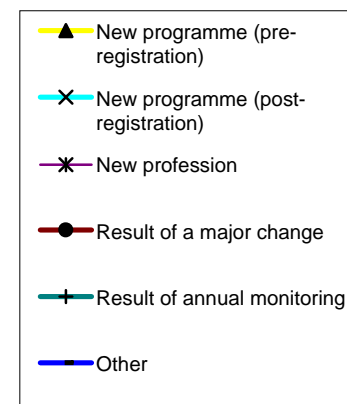 New programme (pre-
registration)
New programme (post-
registration)
New profession
Result of a major change
Result of annual monitoring
Other